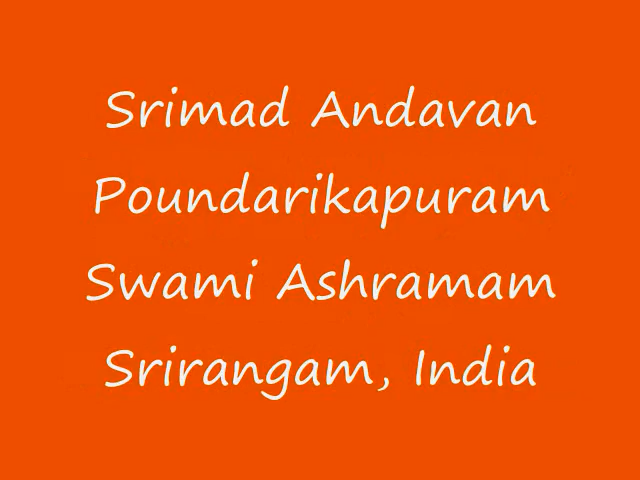 Srimad Andavan
Poundarikapuram
Swami Ashramam
Srirangam, India